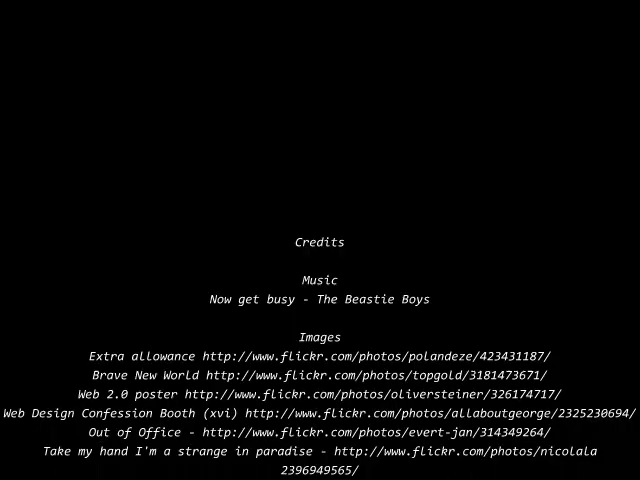 Credits
Music
Now get busy - The Beastie Boys
Images
Extra allowance http://www.flickr.com/photos/polandeze/423431187/
Brave New World http://www.flickr.com/photos/topgold/3181473671/
Web 2.0 poster http://www.flickr.com/photos/oliversteiner/326174717/
Web Design Confession Booth (xvi) http://www.flickr.com/photos/allaboutgeorge/2325230694/
Out of Office - http://www.flickr.com/photos/evert-jan/314349264/
Take my hand I'm a strange in paradise - http://www.flickr.com/photos/nicolala
2396949565/